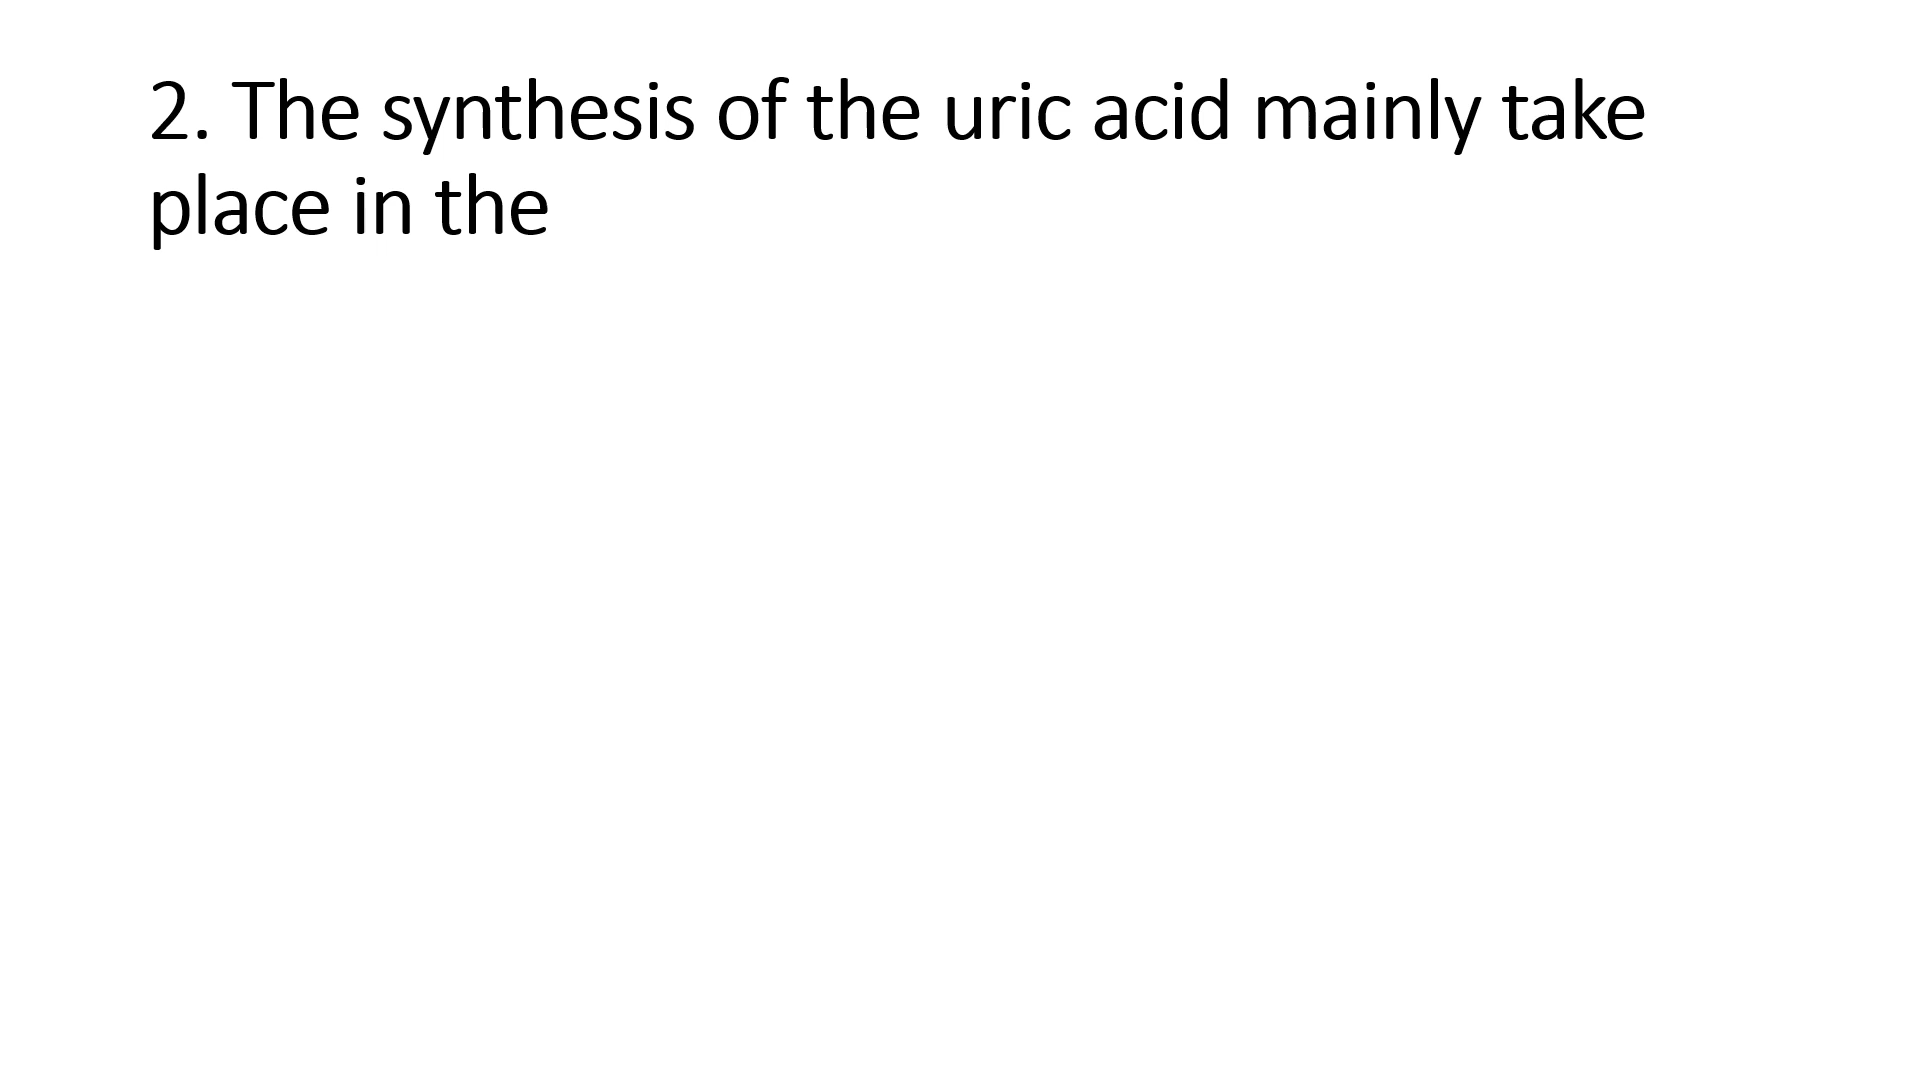 2. The synthesis of the uric acid mainly take
place in the